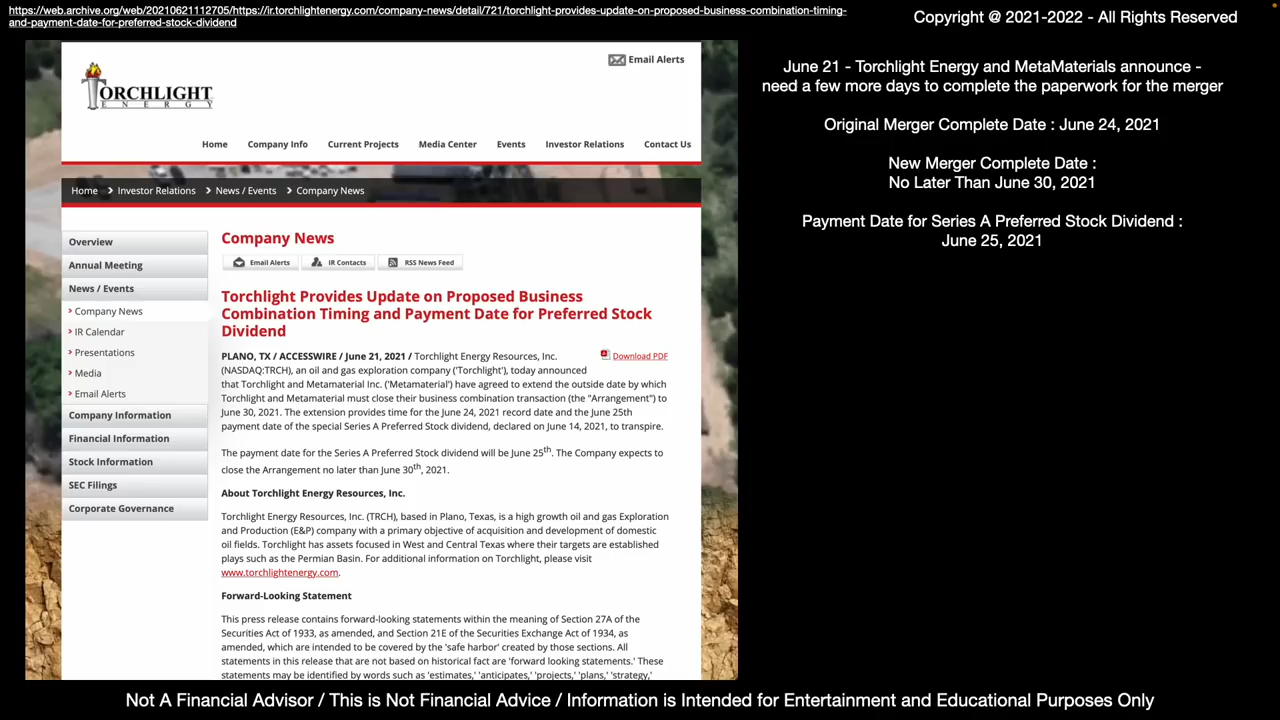 https://web.archive.org/web/20210621112705/https://ir.torchlightenergy.com/company-news/detail/721/torchlight-provides-update-on-proposed-business-combination-timing-
and-payment-date-for-preferred-stock-dividend
Copyright @ 2021-2022 - All Rights Reserved
Email Alerts
TORCHLIGHT
ENERGY
Home Company Info Current Projects Media Center Events Investor Relations Contact Us
Home > Investor Relations > News / Events > Company News
Overview
Annual Meeting
News / Events
> Company News
> IR Calendar
> Presentations
> Media
> Email Alerts
Company Information
Financial Information
Stock Information
SEC Filings
Corporate Governance
Company News
Email Alerts IR Contacts RSS News Feed
Torchlight Provides Update on Proposed Business
Combination Timing and Payment Date for Preferred Stock
Dividend
Download PDF
PLANO, TX / ACCESSWIRE / June 21, 2021 / Torchlight Energy Resources, Inc.
(NASDAQ:TRCH), an oil and gas exploration company ('Torchlight'), today announced
that Torchlight and Metamaterial Inc. ('Metamaterial') have agreed to extend the outside date by which
Torchlight and Metamaterial must close their business combination transaction (the "Arrangement") to
June 30, 2021. The extension provides time for the June 24, 2021 record date and the June 25th
payment date of the special Series A Preferred Stock dividend, declared on June 14, 2021, to transpire.
The payment date for the Series A Preferred Stock dividend will be June 25th. The Company expects to
close the Arrangement no later than June 30th, 2021.
About Torchlight Energy Resources, Inc.
Torchlight Energy Resources, Inc. (TRCH), based in Plano, Texas, is a high growth oil and gas Exploration
and Production (E&P) company with a primary objective of acquisition and development of domestic
oil fields. Torchlight has assets focused in West and Central Texas where their targets are established
plays such as the Permian Basin. For additional information on Torchlight, please visit
www.torchlightenergy.com.
Forward-Looking Statement
This press release contains forward-looking statements within the meaning of Section 27A of the
Securities Act of 1933, as amended, and Section 21E of the Securities Exchange Act of 1934, as
amended, which are intended to be covered by the 'safe harbor' created by those sections. All
statements in this release that are not based on historical fact are 'forward looking statements.' These
statements may be identified by words such as 'estimates,' 'anticipates,' 'projects,' 'plans,' 'strategy,'
June 21 - Torchlight Energy and MetaMaterials announce -
need a few more days to complete the paperwork for the merger
Original Merger Complete Date : June 24, 2021
New Merger Complete Date :
No Later Than June 30, 2021
Payment Date for Series A Preferred Stock Dividend :
June 25, 2021
Not A Financial Advisor / This is Not Financial Advice / Information is Intended for Entertainment and Educational Purposes Only